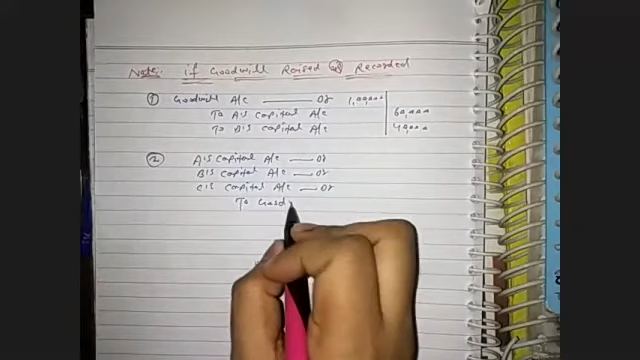 Note:- if Goodwill Raised or Recorded
① Goodwill A/c —— Dr 1,00,000
To A's Capital A/c 60,000
To B's Capital A/c 40,000
② A's Capital A/c —— Dr
B's Capital A/c —— Dr
C's Capital A/c —— Dr
To Good